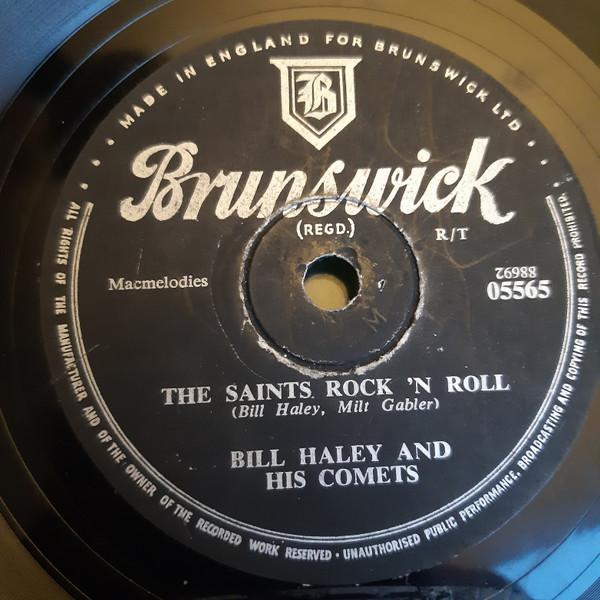 · · · MADE IN ENGLAND FOR BRUNSWICK LTD · · ·
B
Brunswick
(REGD.)
R/T
Macmelodies
88692
05565
M
THE SAINTS ROCK 'N ROLL
(Bill Haley, Milt Gabler)
BILL HALEY AND
HIS COMETS
ALL RIGHTS OF THE MANUFACTURER AND OF THE OWNER OF THE RECORDED WORK RESERVED · UNAUTHORISED PUBLIC PERFORMANCE, BROADCASTING AND COPYING OF THIS RECORD PROHIBITED